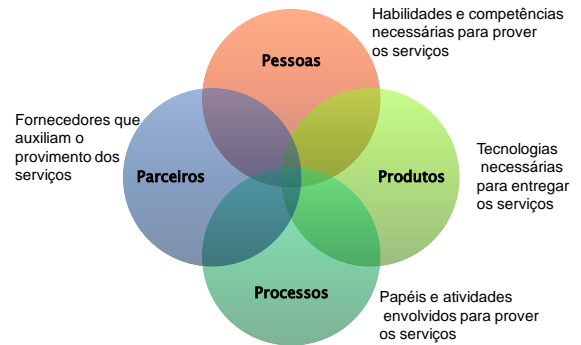 Habilidades e competências
necessárias para prover
os serviços
Pessoas
Fornecedores que
auxiliam o
provimento dos
serviços
Parceiros
Produtos
Tecnologias
necessárias
para entregar
os serviços
Processos
Papéis e atividades
envolvidos para prover
os serviços